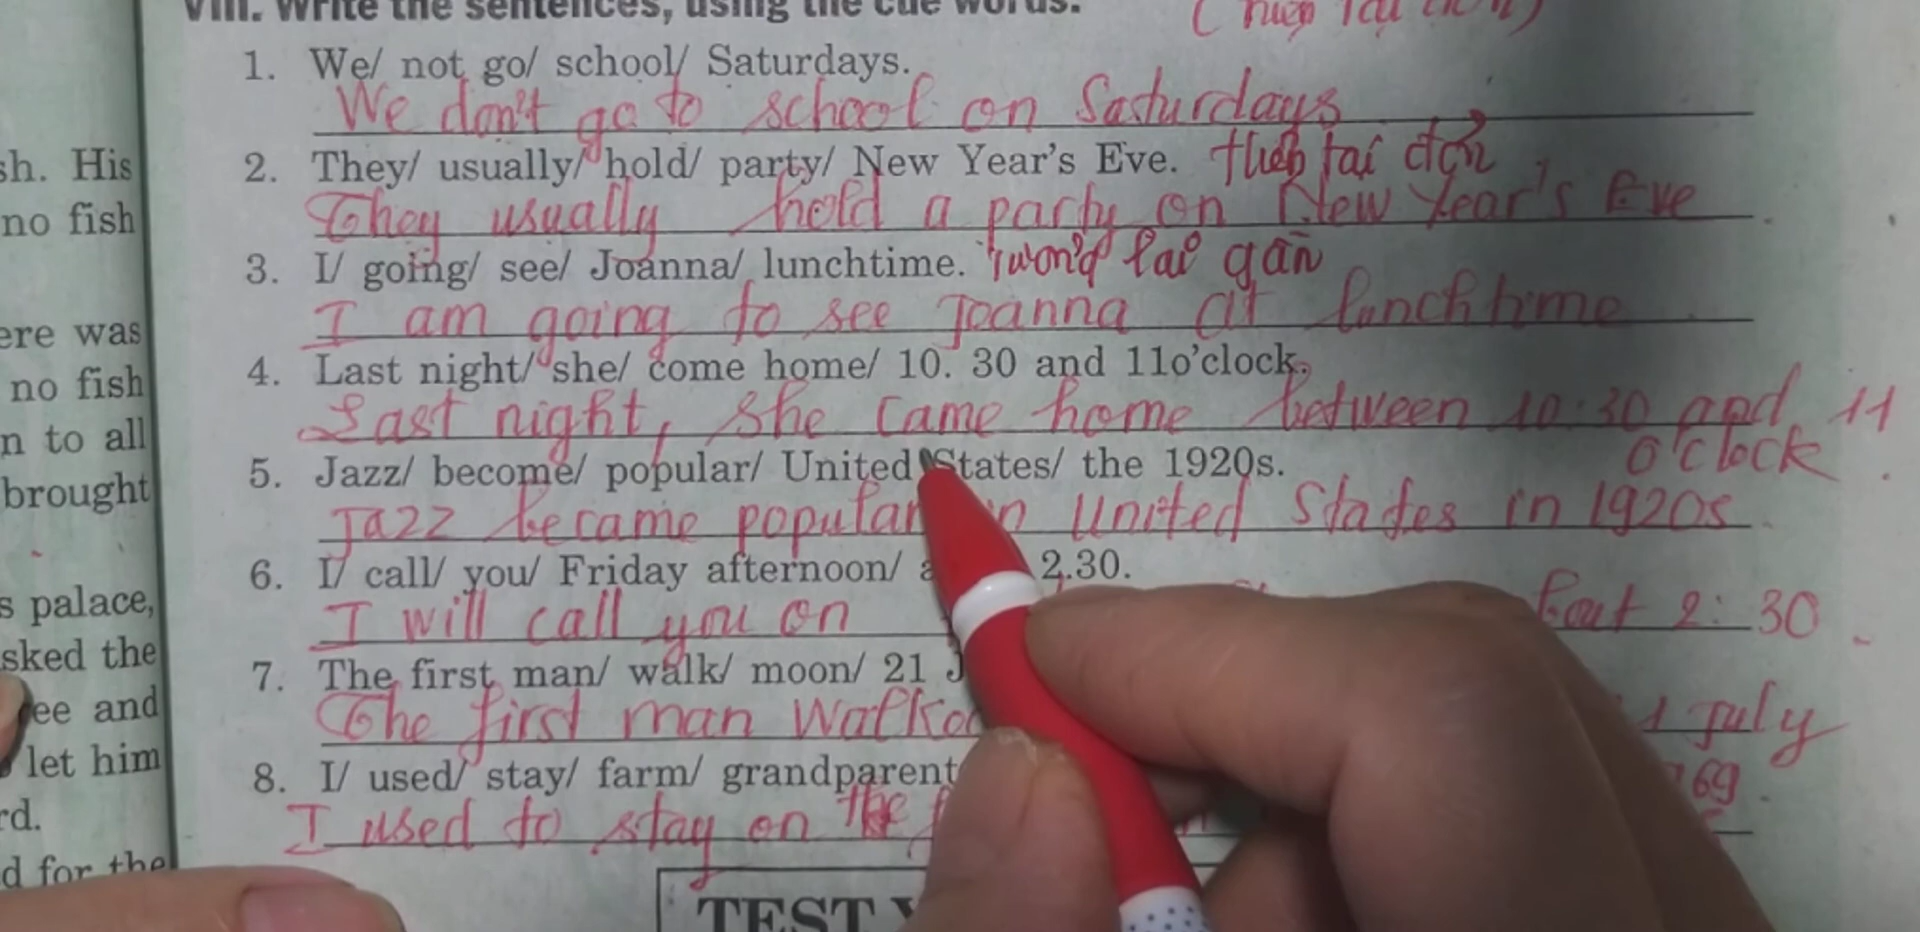 VIII. Write the sentences, using the cue words.
1. We/ not go/ school/ Saturdays.
We don't go to school on Saturdays
2. They/ usually/ hold/ party/ New Year's Eve.
They usually hold a party on New Year's Eve
3. I/ going/ see/ Joanna/ lunchtime.
I am going to see Joanna at lunchtime
4. Last night/ she/ come home/ 10. 30 and 11o'clock.
Last night, she came home between 10:30 and 11
o'clock
5. Jazz/ become/ popular/ United States/ the 1920s.
Jazz became popular in United States in 1920s
6. I/ call/ you/ Friday afternoon/ 2.30.
I will call you on 2:30
7. The first man/ walk/ moon/ 21
The first man July
69
8. I/ used/ stay/ farm/
I used to stay on the
TEST
sh. His
no fish
ere was
no fish
n to all
brought
s palace,
sked the
ee and
let him
rd.
d for the